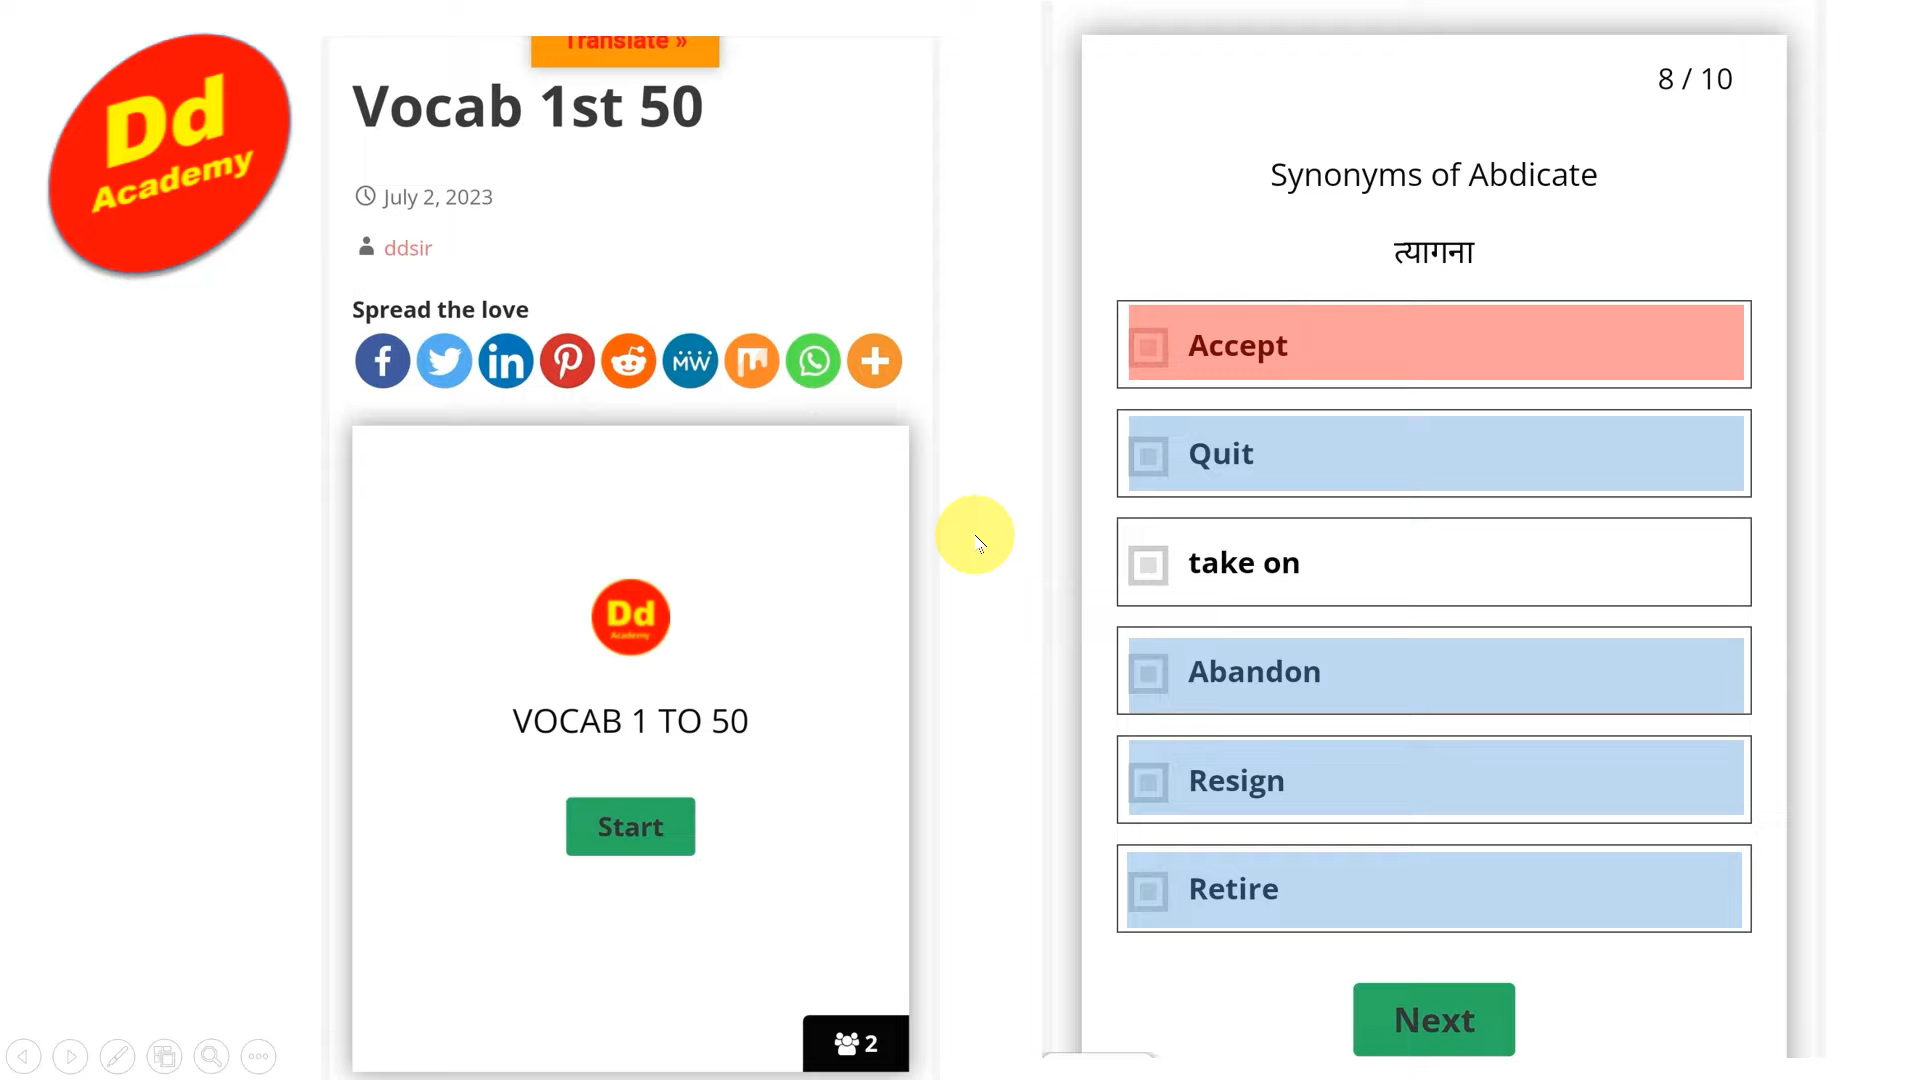 Dd
Academy
Translate »
Vocab 1st 50
July 2, 2023
ddsir
Spread the love
Dd
Academy
VOCAB 1 TO 50
Start
2
8 / 10
Synonyms of Abdicate
त्यागना
Accept
Quit
take on
Abandon
Resign
Retire
Next